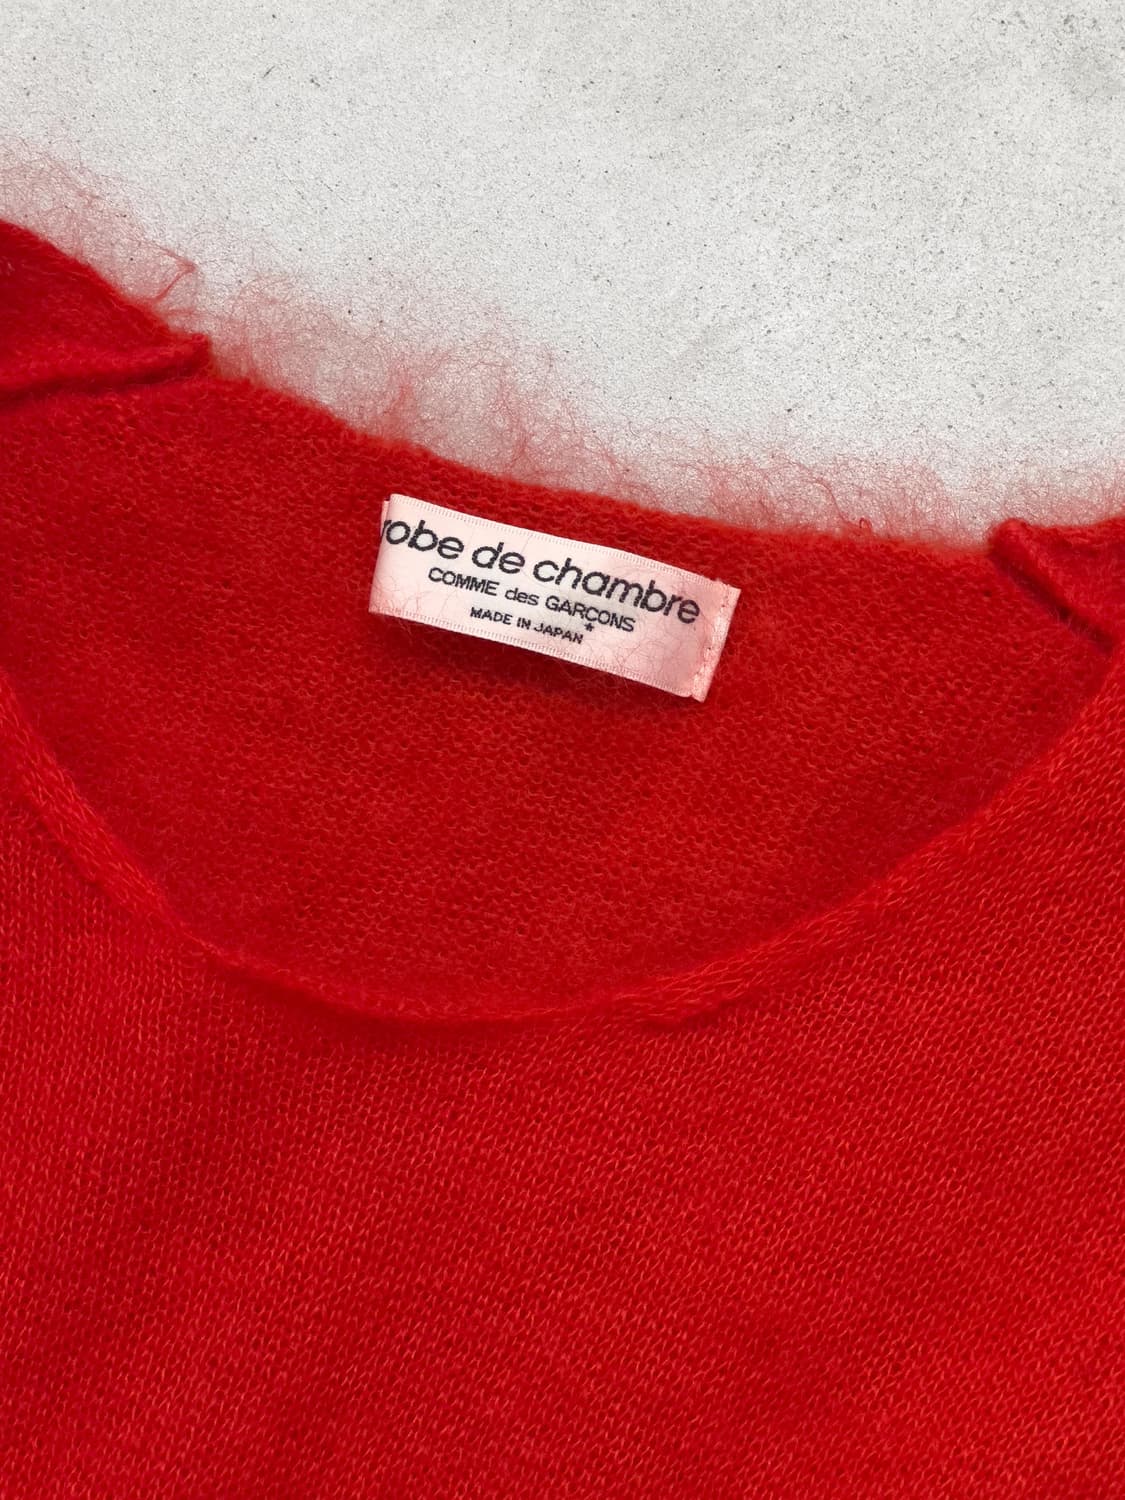 robe de chambre
COMME des GARÇONS
MADE IN JAPAN